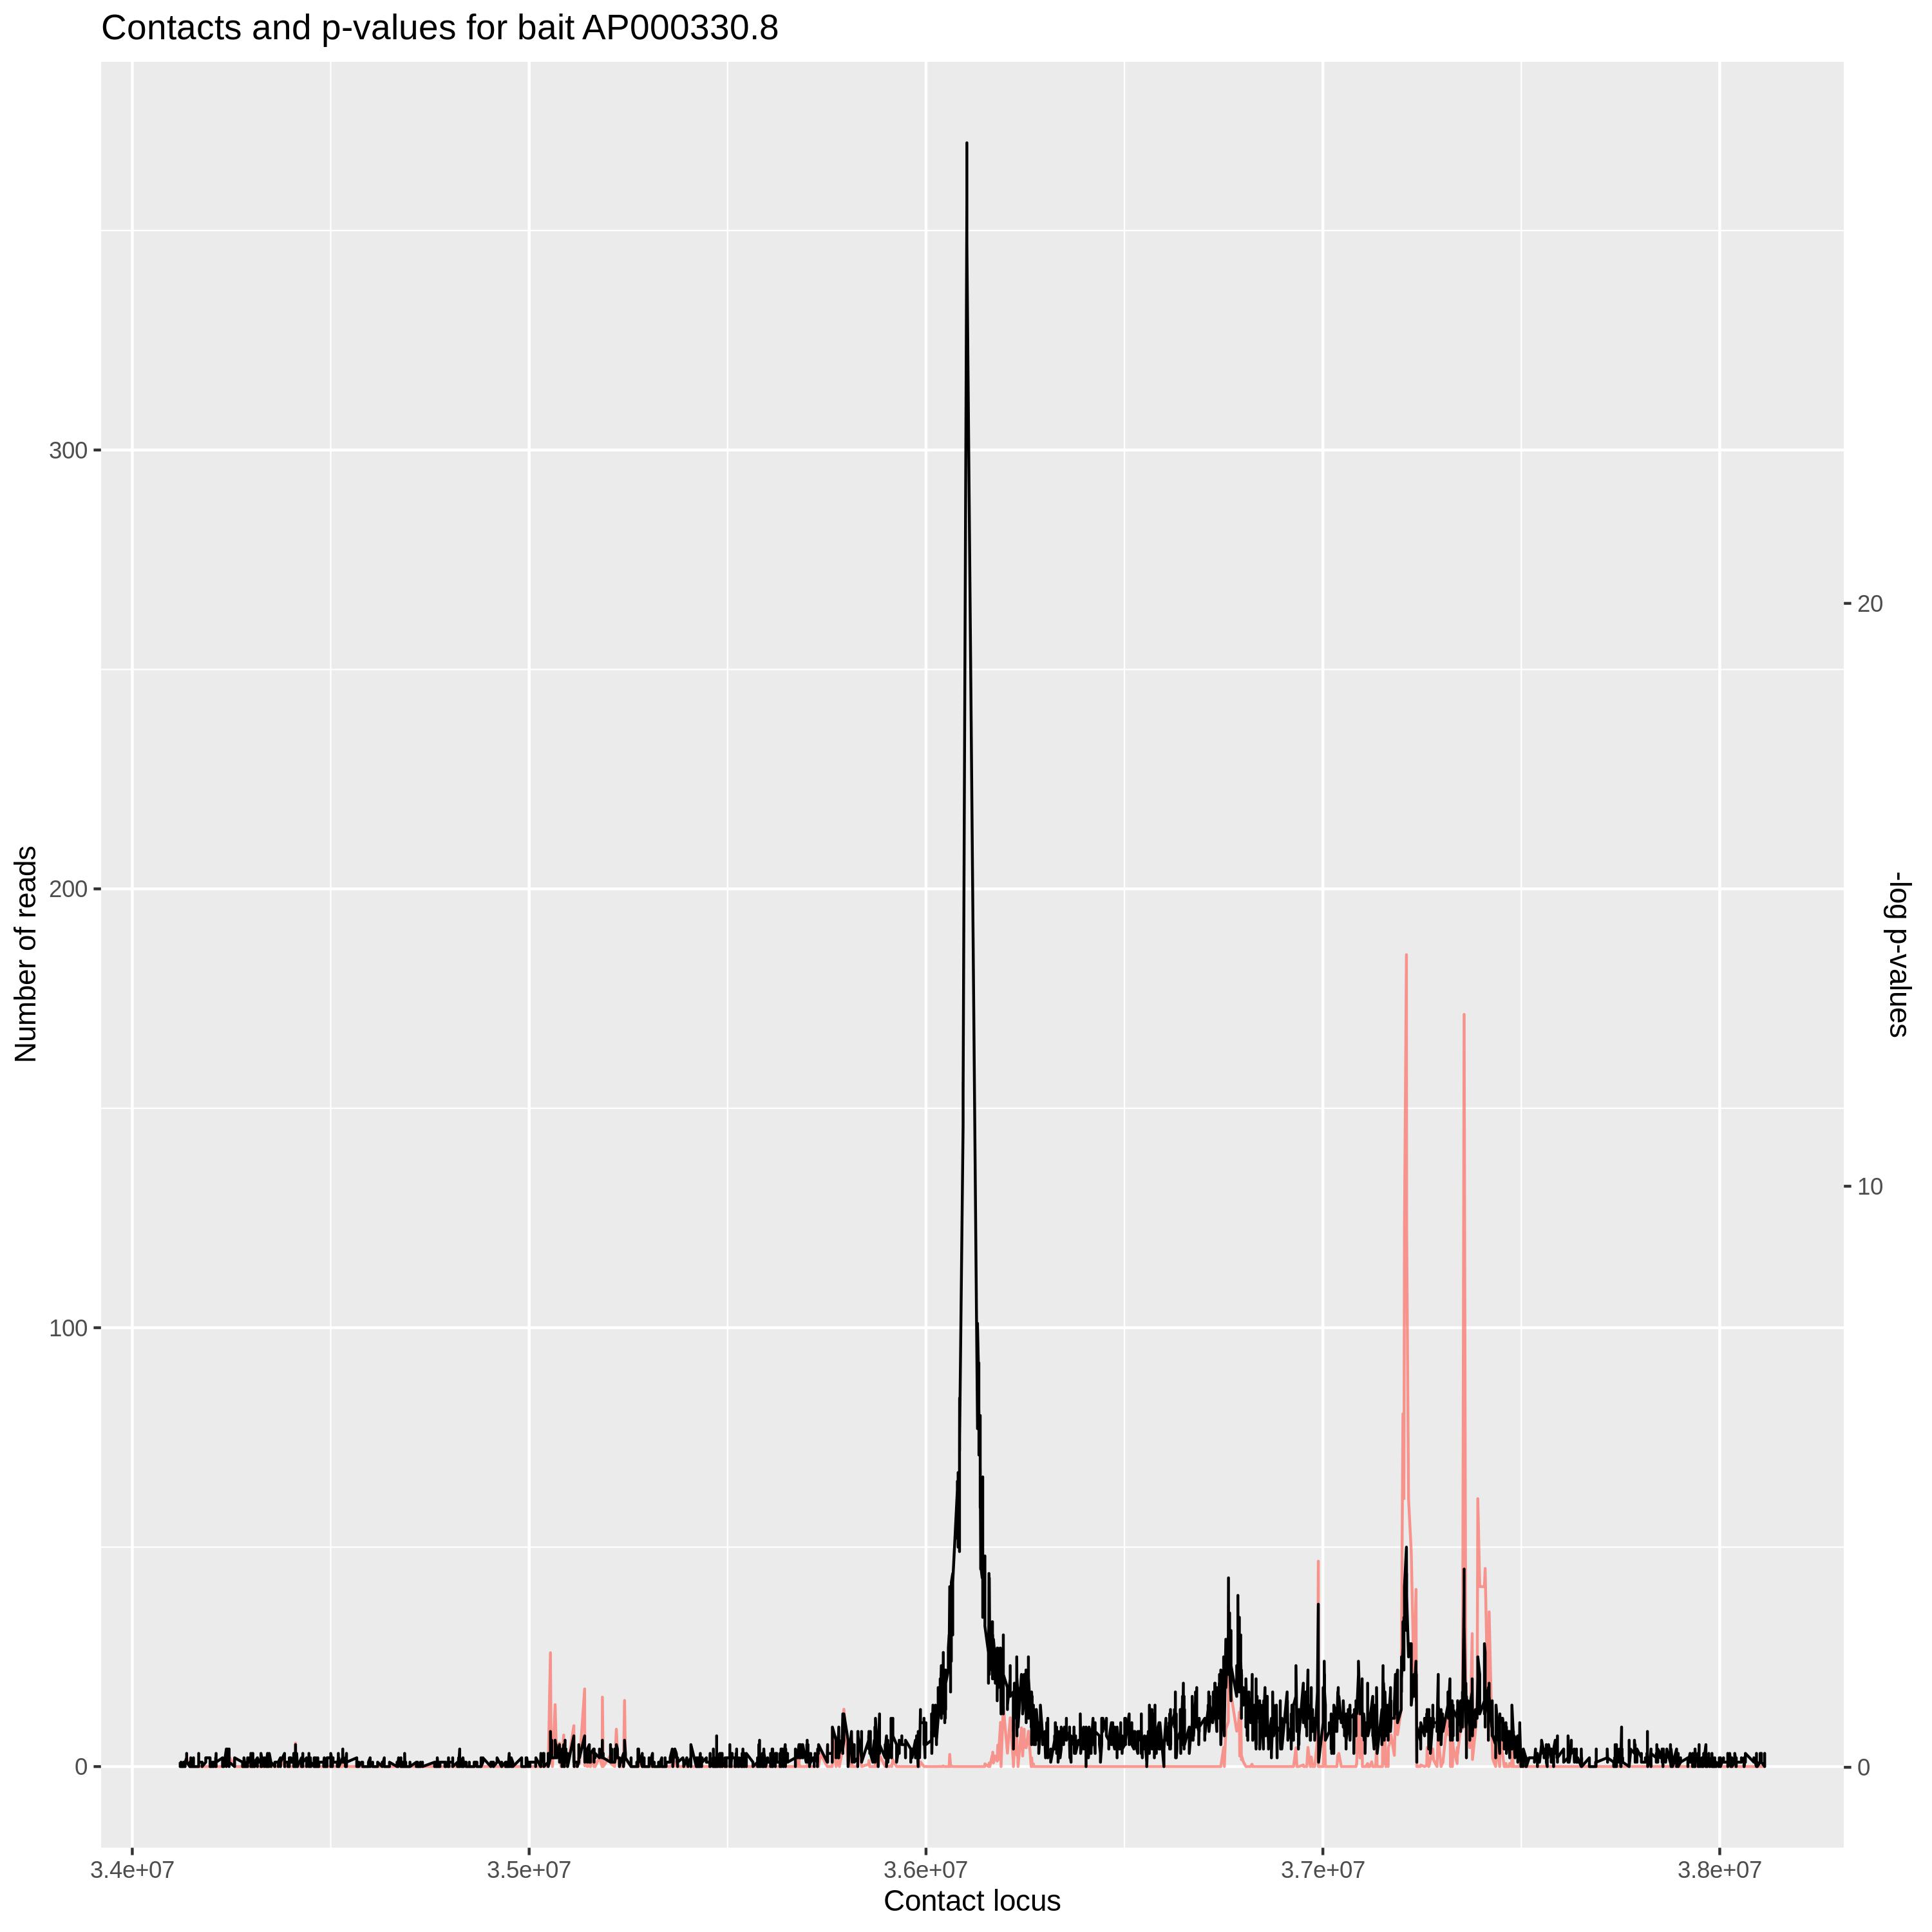 Contacts and p-values for bait AP000330.8
300
200
100
0
Number of reads
20
10
0
-log p-values
3.4e+07
3.5e+07
3.6e+07
3.7e+07
3.8e+07
Contact locus